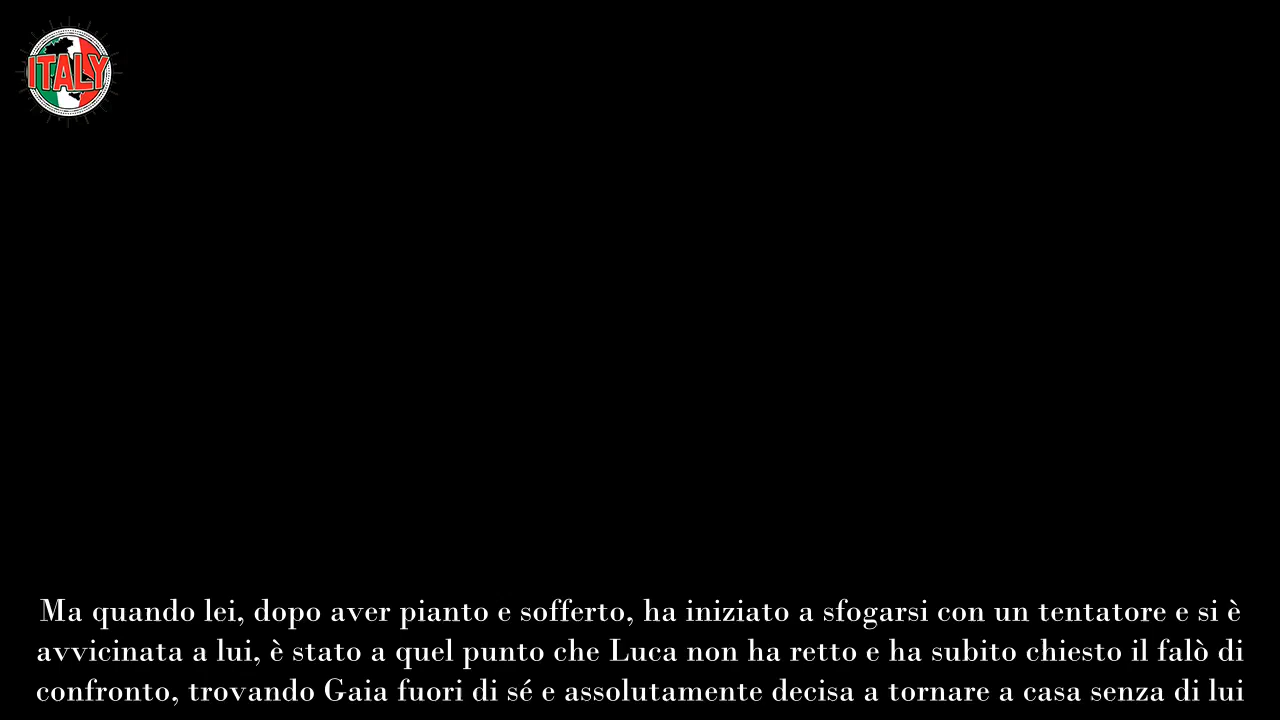 ITALY
Ma quando lei, dopo aver pianto e sofferto, ha iniziato a sfogarsi con un tentatore e si è
avvicinata a lui, è stato a quel punto che Luca non ha retto e ha subito chiesto il falò di
confronto, trovando Gaia fuori di sé e assolutamente decisa a tornare a casa senza di lui